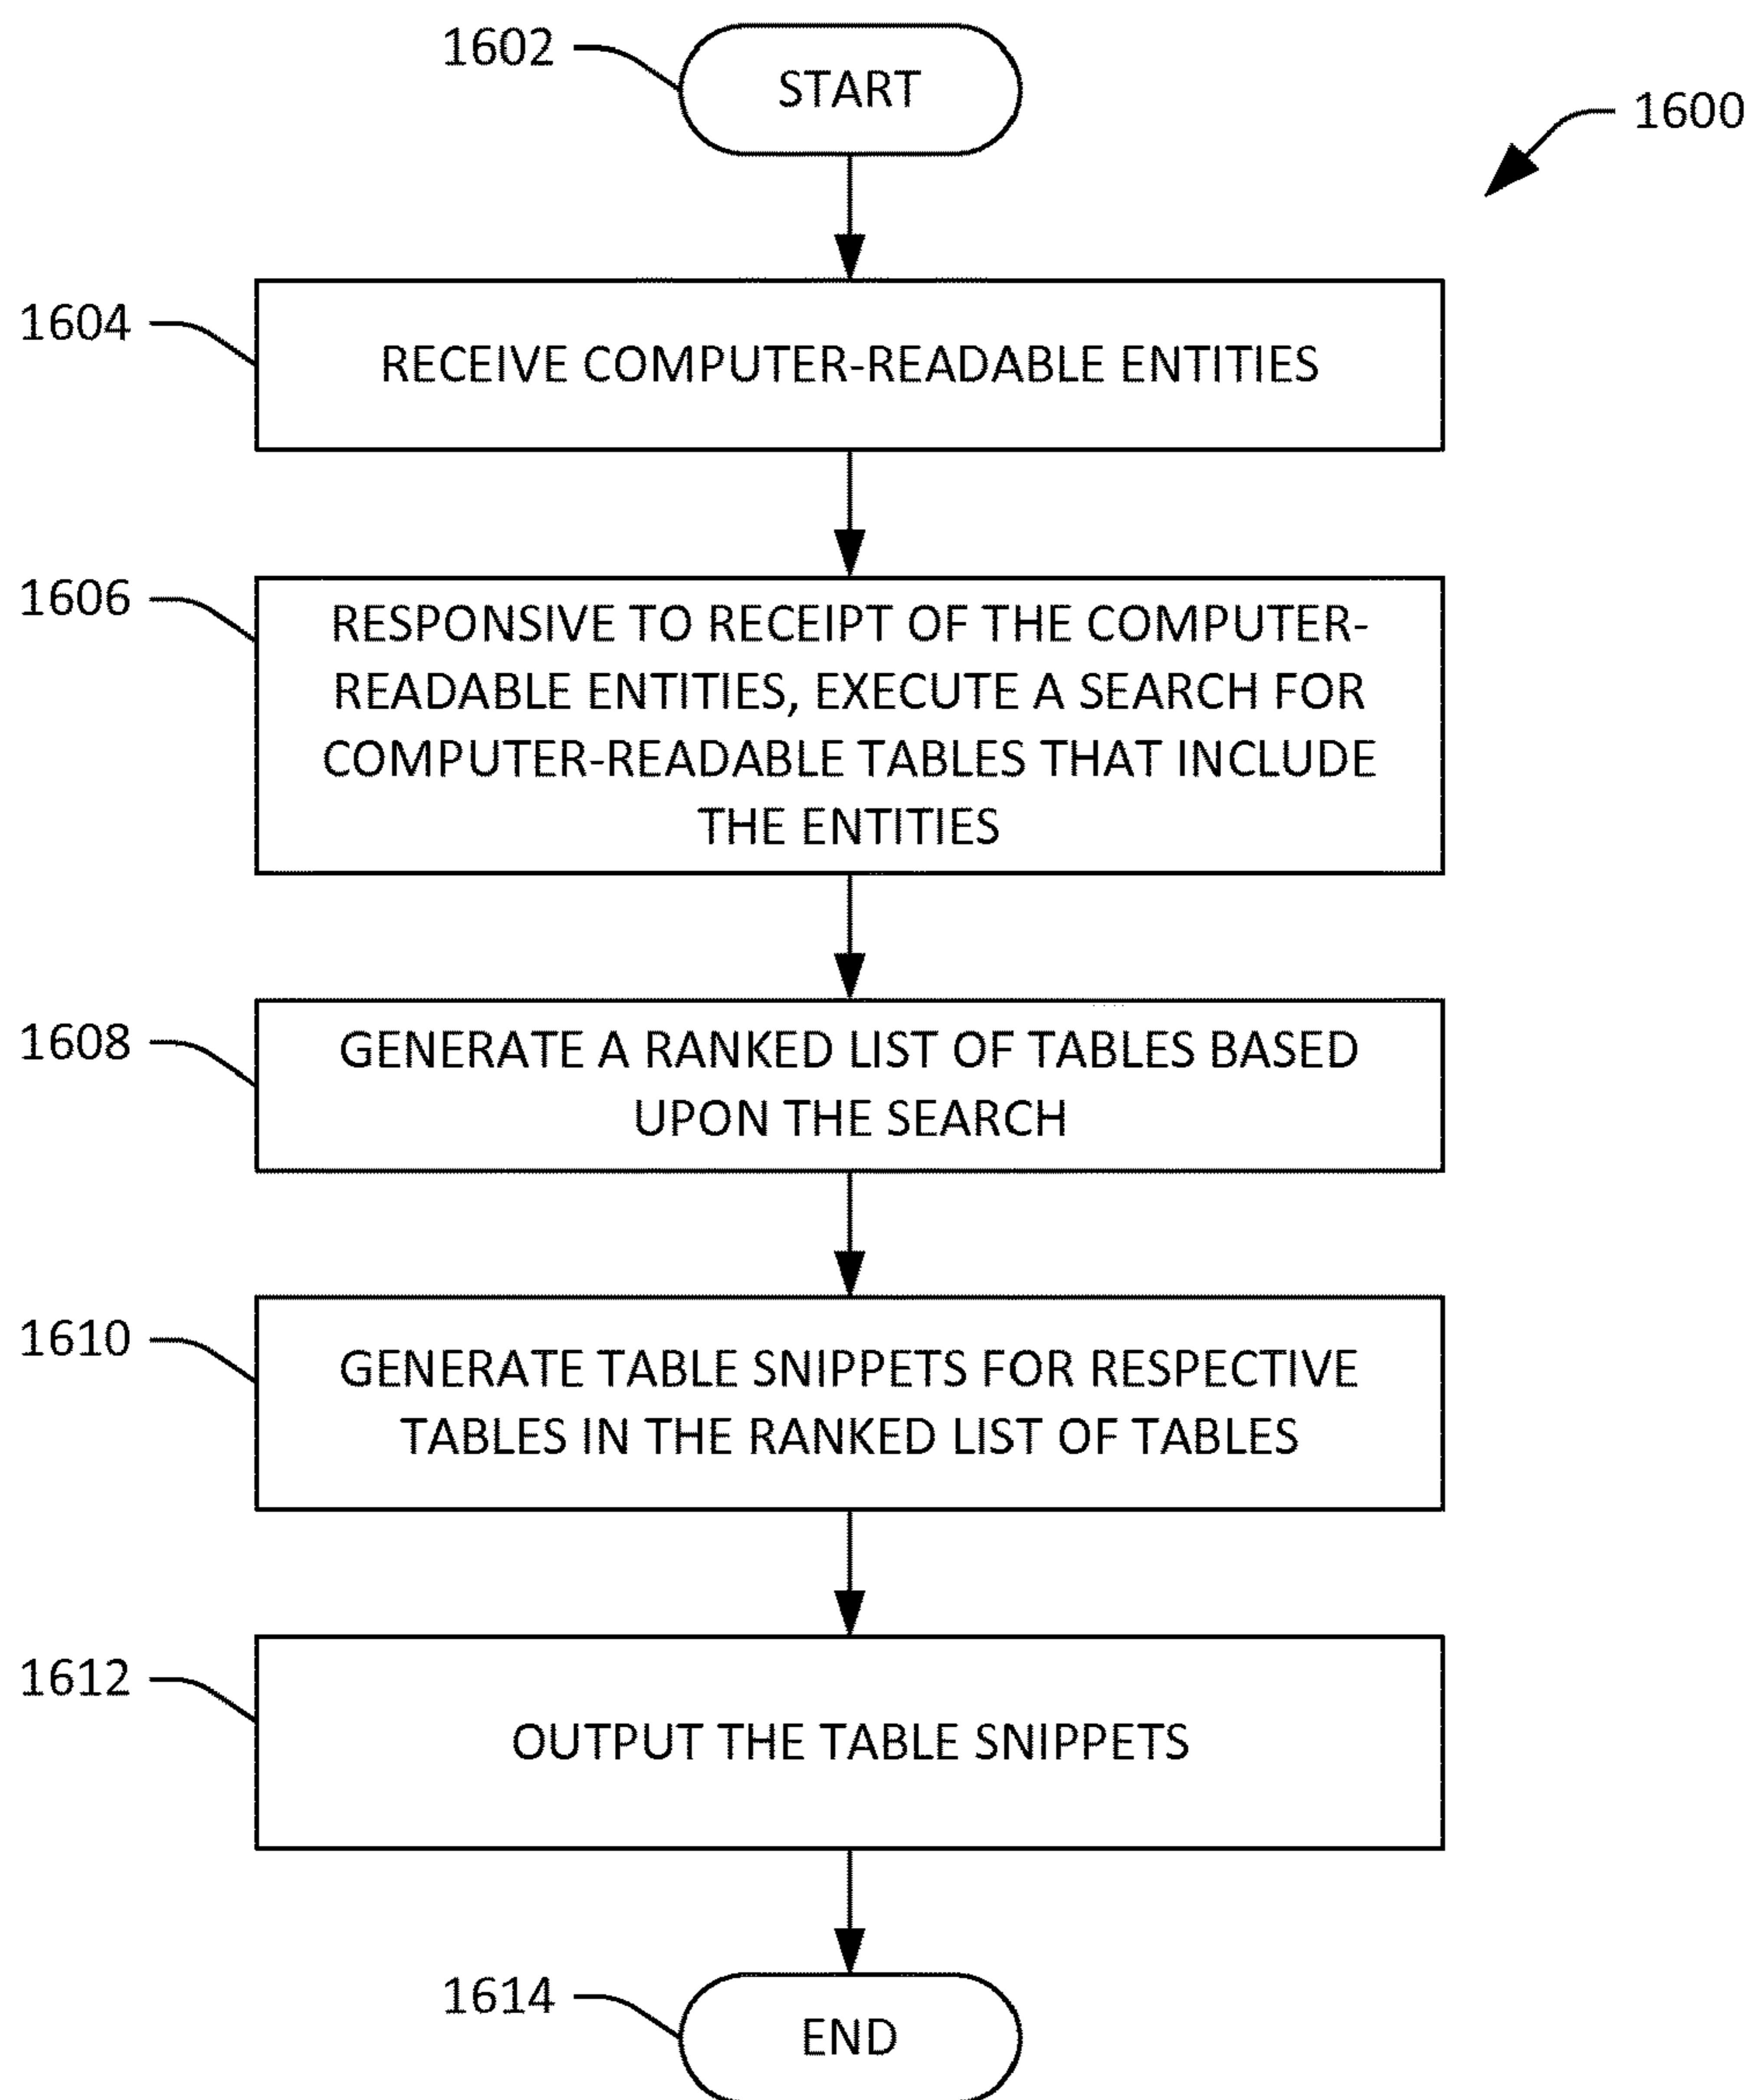 1602
START
1600
1604
RECEIVE COMPUTER-READABLE ENTITIES
1606
RESPONSIVE TO RECEIPT OF THE COMPUTER-
READABLE ENTITIES, EXECUTE A SEARCH FOR
COMPUTER-READABLE TABLES THAT INCLUDE
THE ENTITIES
1608
GENERATE A RANKED LIST OF TABLES BASED
UPON THE SEARCH
1610
GENERATE TABLE SNIPPETS FOR RESPECTIVE
TABLES IN THE RANKED LIST OF TABLES
1612
OUTPUT THE TABLE SNIPPETS
1614
END